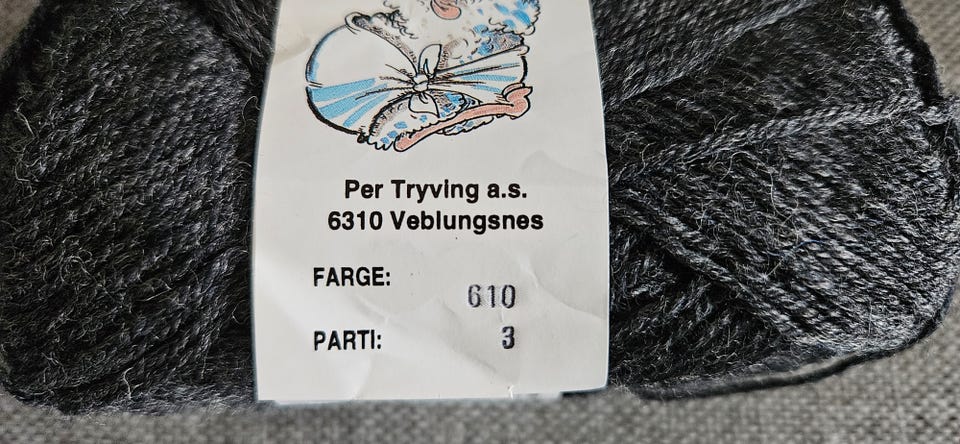 Per Tryving a.s.
6310 Veblungsnes
FARGE: 610
PARTI: 3